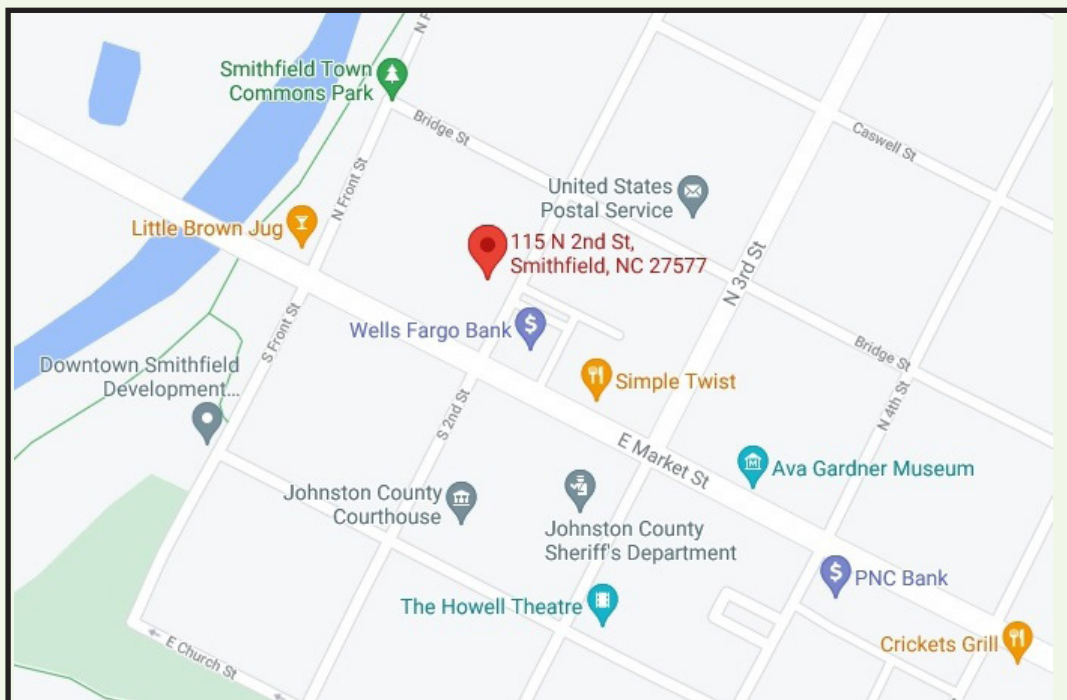 N F
Smithfield Town
Commons Park
Bridge St
Caswell St
N Front St
United States
Postal Service
Little Brown Jug
115 N 2nd St,
Smithfield, NC 27577
N 3rd St
Wells Fargo Bank
S Front St
Bridge St
Downtown Smithfield
Development...
Simple Twist
S 2nd St
N 4th St
E Market St
Ava Gardner Museum
Johnston County
Courthouse
Johnston County
Sheriff's Department
PNC Bank
The Howell Theatre
Crickets Grill
E Church St